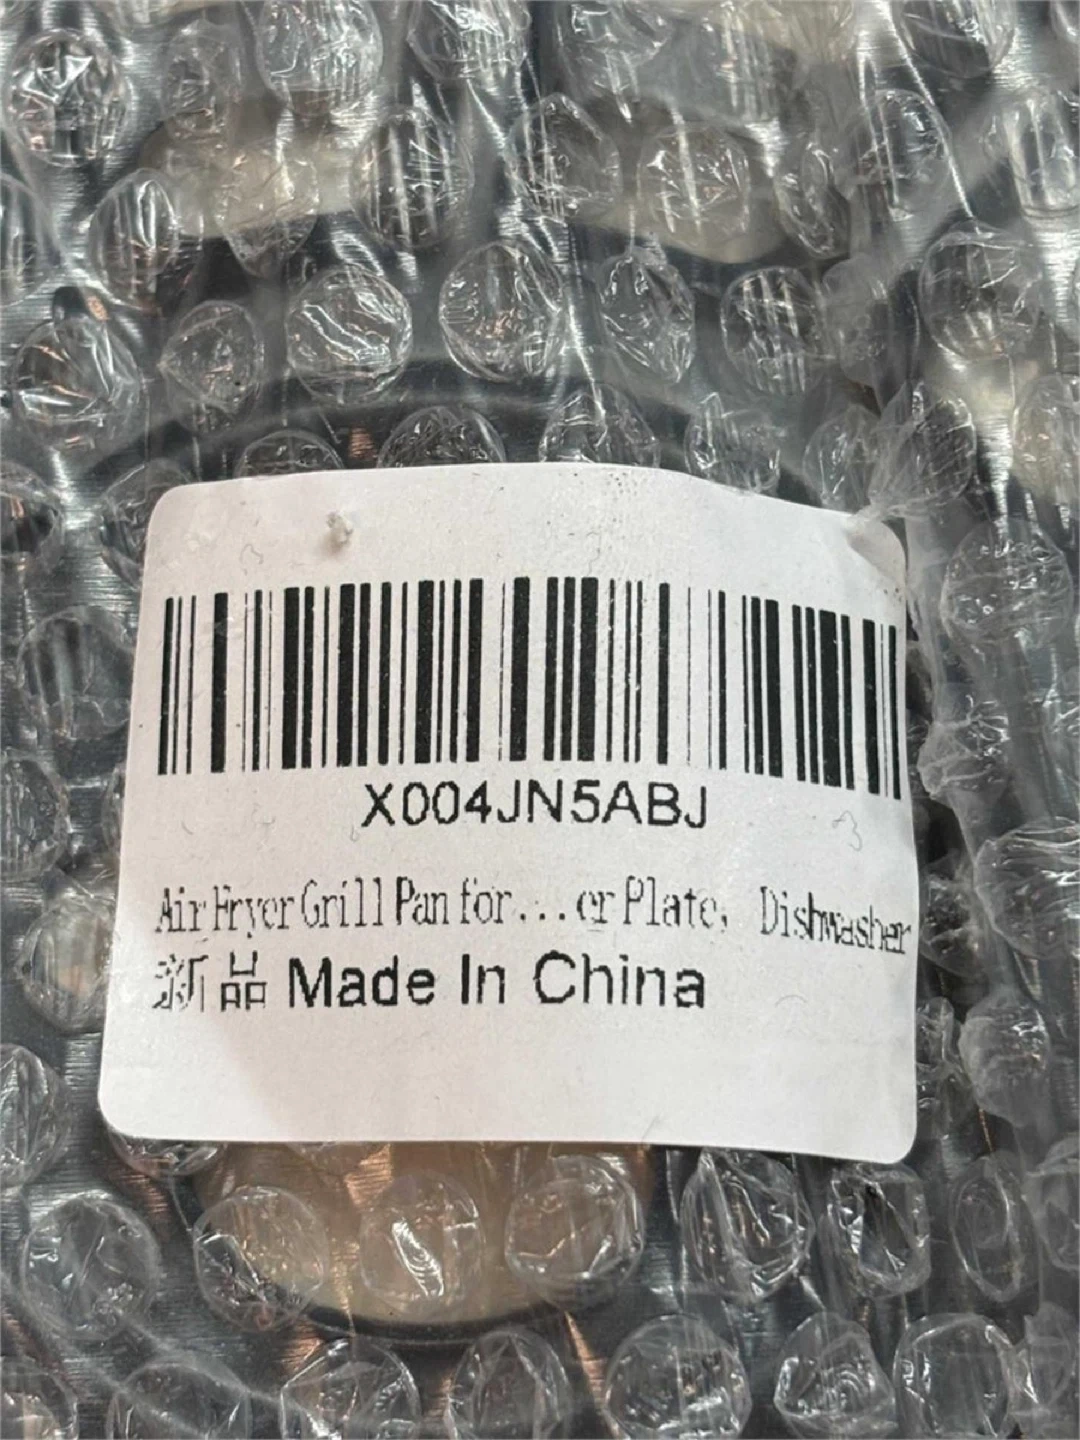 X004JN5ABJ
Air Fryer Grill Pan for...er Plate, Dishwasher
新品 Made In China